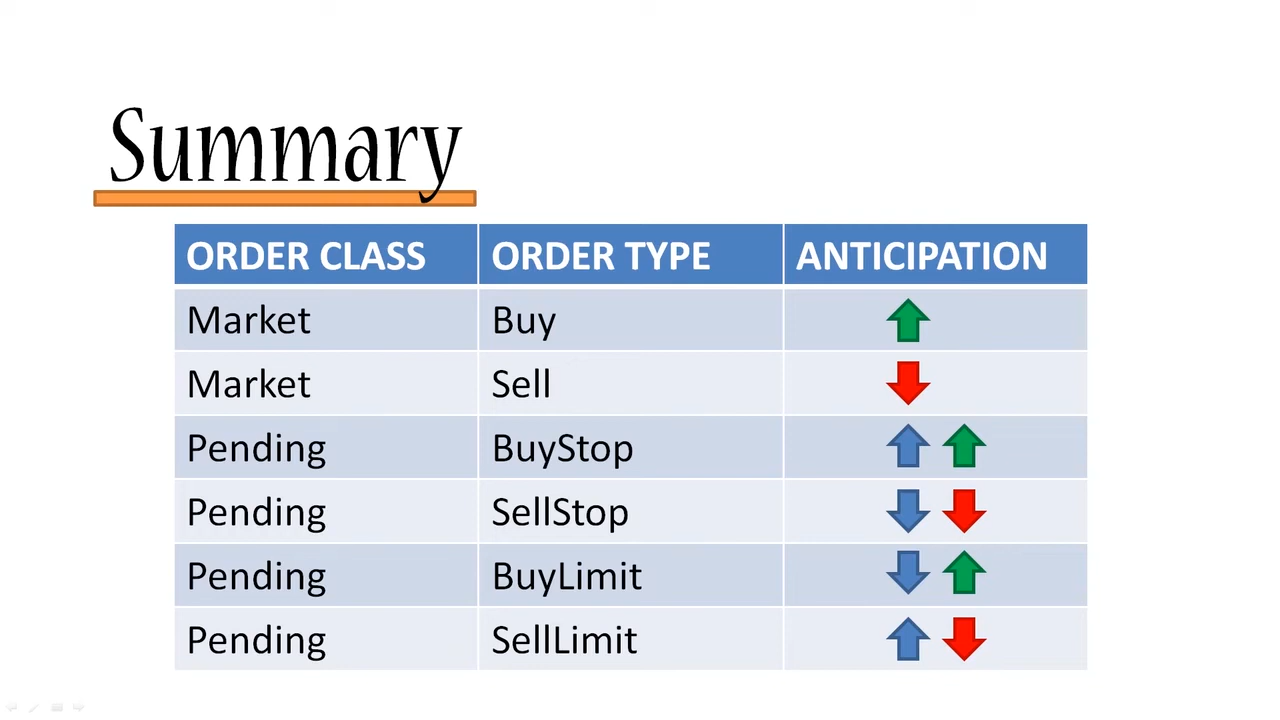 Summary
ORDER CLASS ORDER TYPE ANTICIPATION
Market Buy
Market Sell
Pending BuyStop
Pending SellStop
Pending BuyLimit
Pending SellLimit